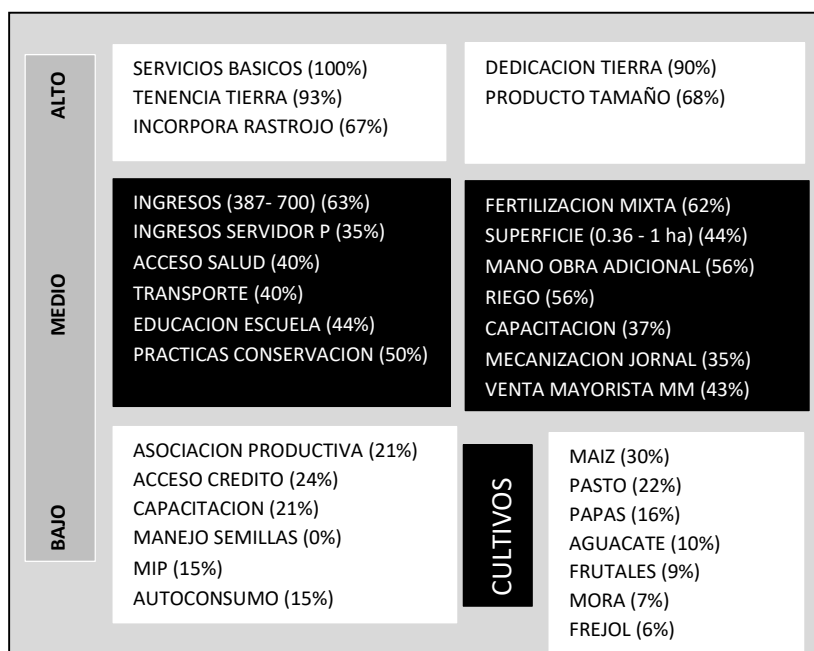 ALTO
SERVICIOS BASICOS (100%)
TENENCIA TIERRA (93%)
INCORPORA RASTROJO (67%)
DEDICACION TIERRA (90%)
PRODUCTO TAMAÑO (68%)
MEDIO
INGRESOS (387- 700) (63%)
INGRESOS SERVIDOR P (35%)
ACCESO SALUD (40%)
TRANSPORTE (40%)
EDUCACION ESCUELA (44%)
PRACTICAS CONSERVACION (50%)
FERTILIZACION MIXTA (62%)
SUPERFICIE (0.36 - 1 ha) (44%)
MANO OBRA ADICIONAL (56%)
RIEGO (56%)
CAPACITACION (37%)
MECANIZACION JORNAL (35%)
VENTA MAYORISTA MM (43%)
BAJO
ASOCIACION PRODUCTIVA (21%)
ACCESO CREDITO (24%)
CAPACITACION (21%)
MANEJO SEMILLAS (0%)
MIP (15%)
AUTOCONSUMO (15%)
CULTIVOS
MAIZ (30%)
PASTO (22%)
PAPAS (16%)
AGUACATE (10%)
FRUTALES (9%)
MORA (7%)
FREJOL (6%)